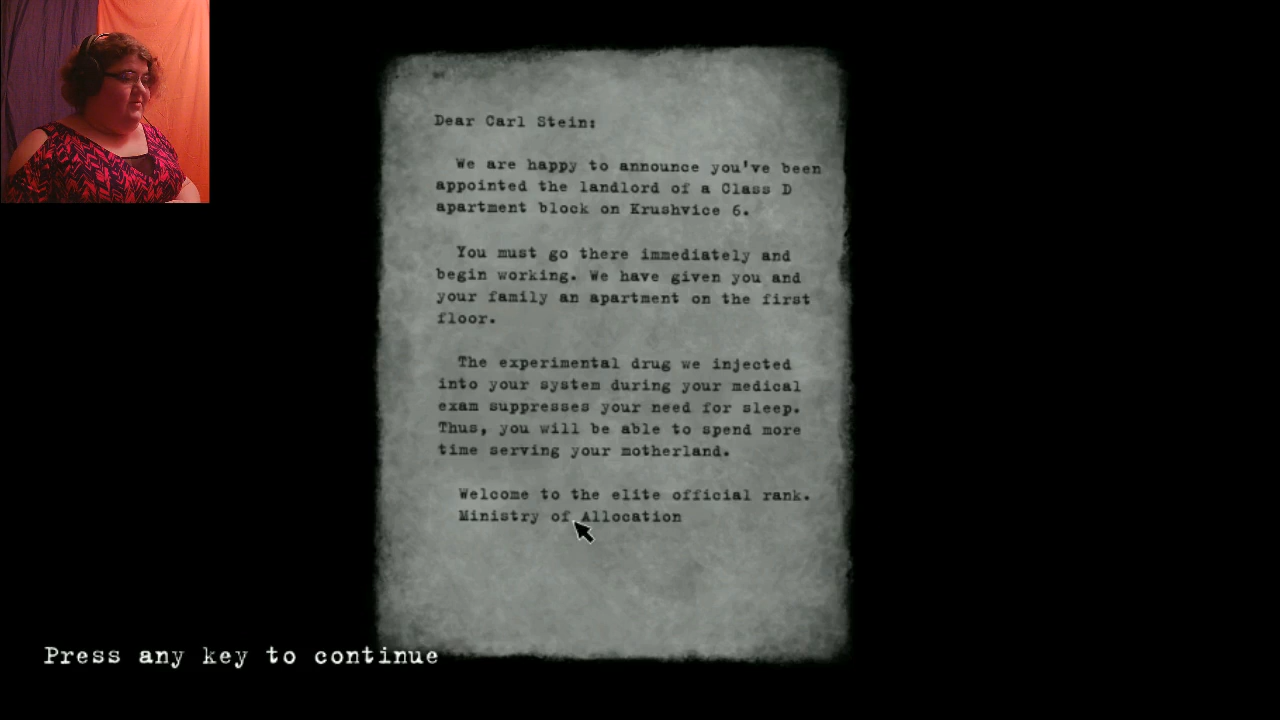 Dear Carl Stein:
We are happy to announce you've been
appointed the landlord of a Class D
apartment block on Krushvice 6.
You must go there immediately and
begin working. We have given you and
your family an apartment on the first
floor.
The experimental drug we injected
into your system during your medical
exam suppresses your need for sleep.
Thus, you will be able to spend more
time serving your motherland.
Welcome to the elite official rank.
Ministry of Allocation
Press any key to continue